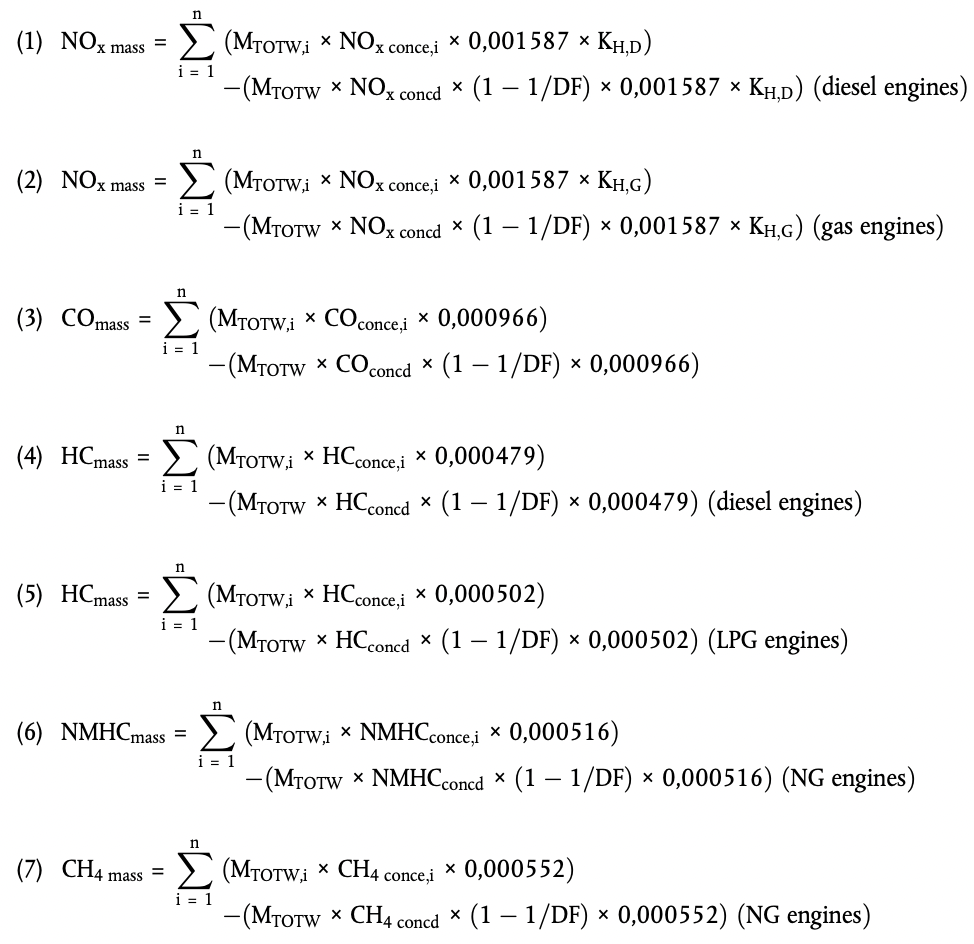 (1) NOx mass = n∑i = 1 (MTOTW,i × NOx conce,i × 0,001587 × KH,D)
−(MTOTW × NOx concd × (1 − 1/DF) × 0,001587 × KH,D) (diesel engines)
(2) NOx mass = n∑i = 1 (MTOTW,i × NOx conce,i × 0,001587 × KH,G)
−(MTOTW × NOx concd × (1 − 1/DF) × 0,001587 × KH,G) (gas engines)
(3) COmass = n∑i = 1 (MTOTW,i × COconce,i × 0,000966)
−(MTOTW × COconcd × (1 − 1/DF) × 0,000966)
(4) HCmass = n∑i = 1 (MTOTW,i × HCconce,i × 0,000479)
−(MTOTW × HCconcd × (1 − 1/DF) × 0,000479) (diesel engines)
(5) HCmass = n∑i = 1 (MTOTW,i × HCconce,i × 0,000502)
−(MTOTW × HCconcd × (1 − 1/DF) × 0,000502) (LPG engines)
(6) NMHCmass = n∑i = 1 (MTOTW,i × NMHCconce,i × 0,000516)
−(MTOTW × NMHCconcd × (1 − 1/DF) × 0,000516) (NG engines)
(7) CH4 mass = n∑i = 1 (MTOTW,i × CH4 conce,i × 0,000552)
−(MTOTW × CH4 concd × (1 − 1/DF) × 0,000552) (NG engines)